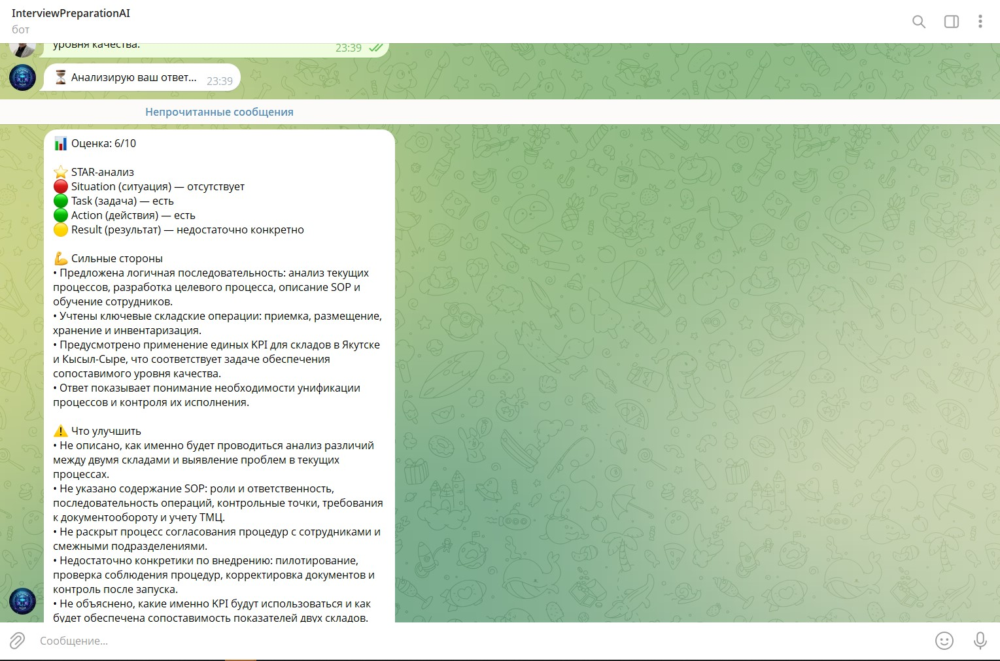 InterviewPreparationAI
бот
уровня качества.
23:39
Анализирую ваш ответ...
23:39
Непрочитанные сообщения
Оценка: 6/10
STAR-анализ
Situation (ситуация) — отсутствует
Task (задача) — есть
Action (действия) — есть
Result (результат) — недостаточно конкретно
Сильные стороны
• Предложена логичная последовательность: анализ текущих
процессов, разработка целевого процесса, описание SOP и
обучение сотрудников.
• Учтены ключевые складские операции: приемка, размещение,
хранение и инвентаризация.
• Предусмотрено применение единых KPI для складов в Якутске
и Кысыл-Сыре, что соответствует задаче обеспечения
сопоставимого уровня качества.
• Ответ показывает понимание необходимости унификации
процессов и контроля их исполнения.
Что улучшить
• Не описано, как именно будет проводиться анализ различий
между двумя складами и выявление проблем в текущих
процессах.
• Не указано содержание SOP: роли и ответственность,
последовательность операций, контрольные точки, требования
к документообороту и учету ТМЦ.
• Не раскрыт процесс согласования процедур с сотрудниками и
смежными подразделениями.
• Недостаточно конкретики по внедрению: пилотирование,
проверка соблюдения процедур, корректировка документов и
контроль после запуска.
• Не объяснено, какие именно KPI будут использоваться и как
будет обеспечена сопоставимость показателей двух складов.
Сообщение...